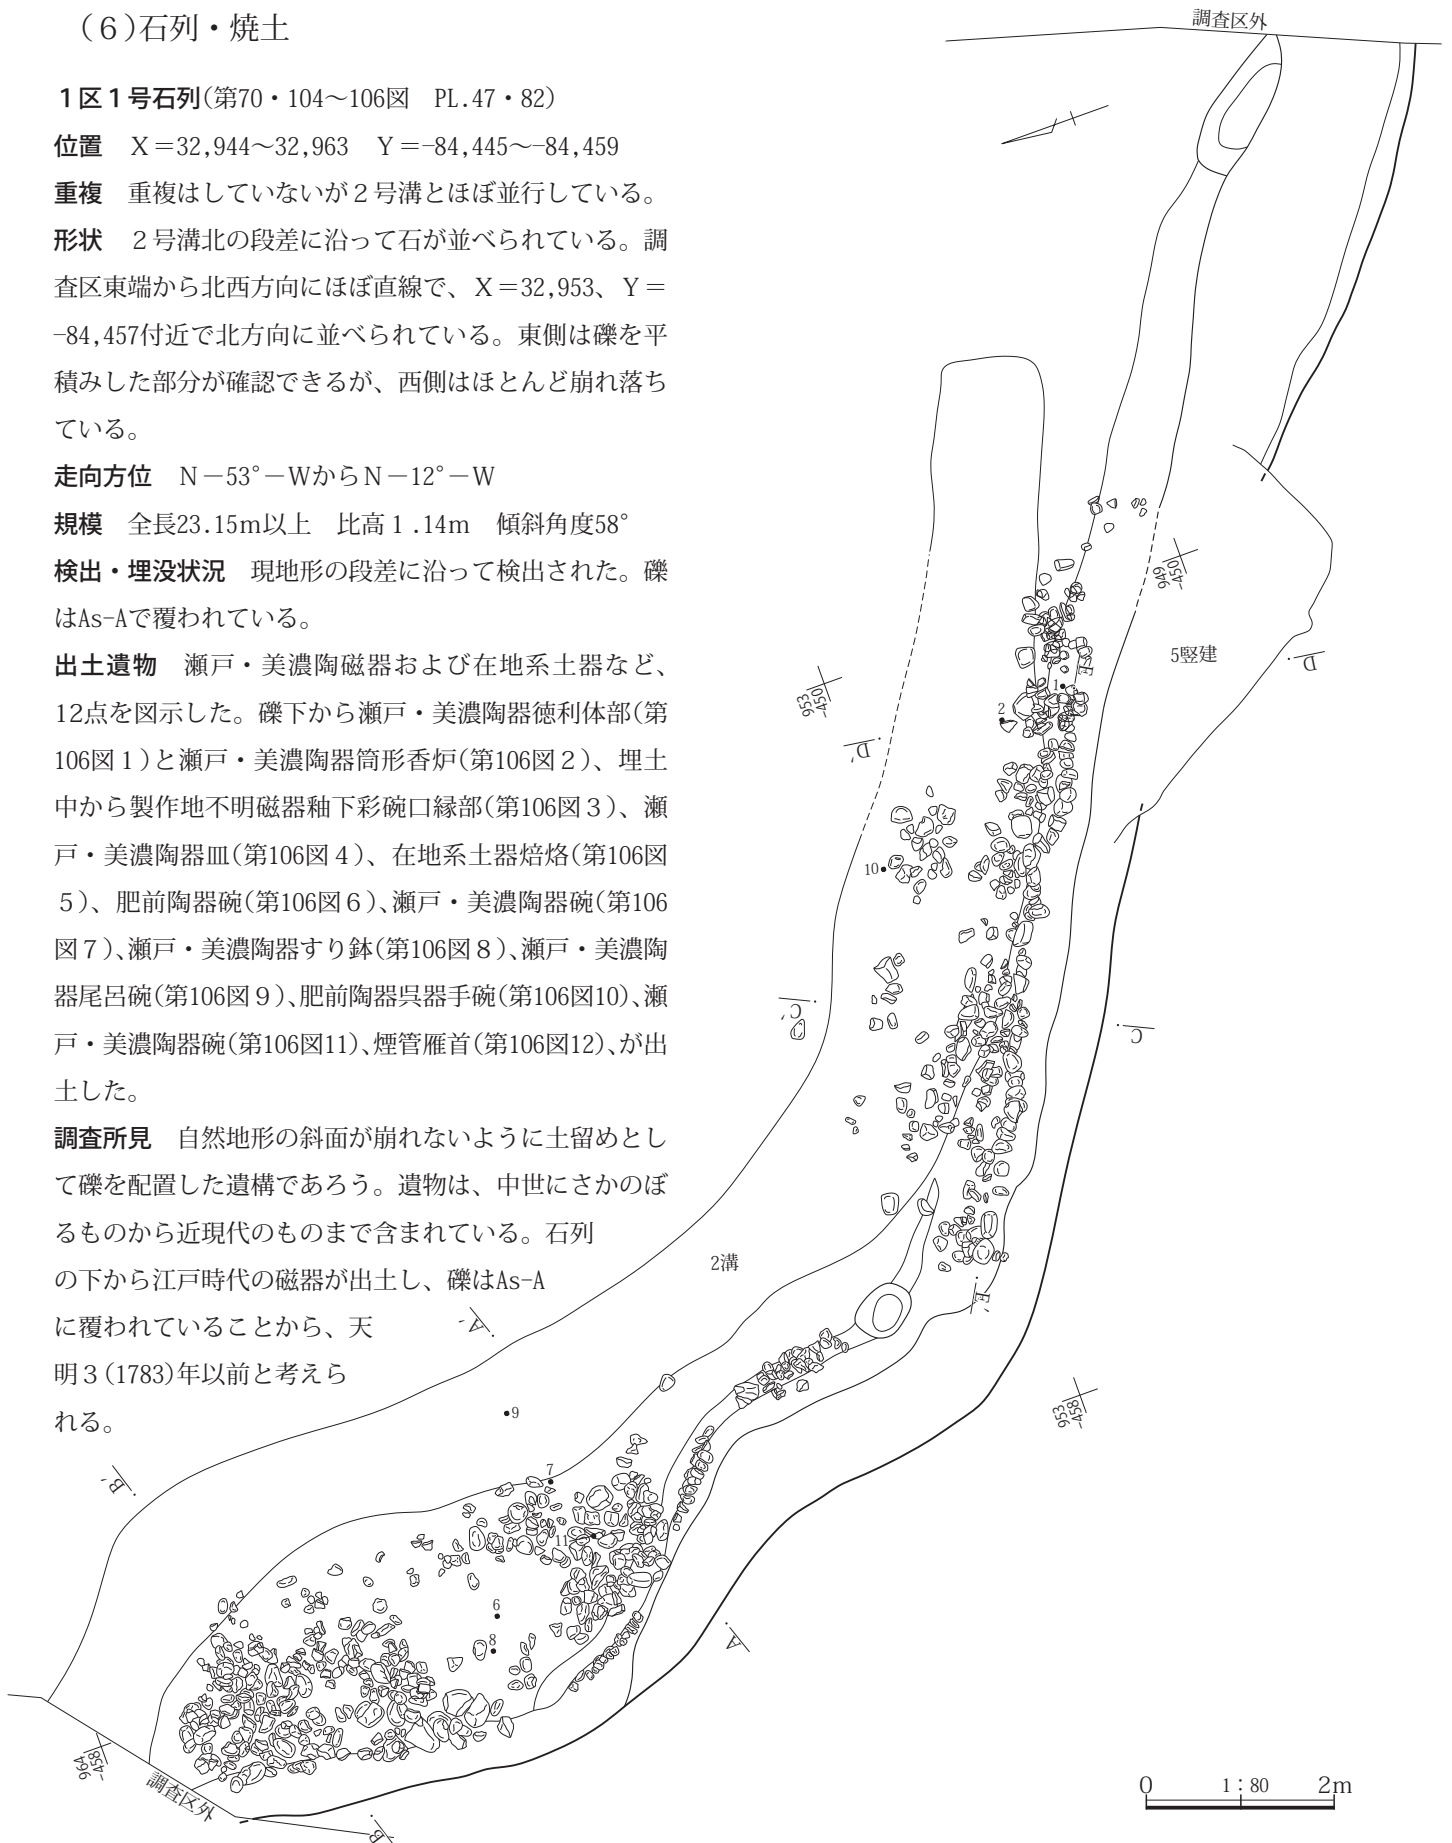 （６）石列・焼土
１区１号石列（第70・104～106図　PL.47・82）
位置　Ｘ＝32,944～32,963　Ｙ＝−84,445～−84,459
重複　重複はしていないが２号溝とほぼ並行している。
形状　２号溝北の段差に沿って石が並べられている。調
査区東端から北西方向にほぼ直線で、Ｘ＝32,953、Ｙ＝
−84,457付近で北方向に並べられている。東側は礫を平
積みした部分が確認できるが、西側はほとんど崩れ落ち
ている。
走向方位　Ｎ−53°−ＷからＮ−12°−Ｗ
規模　全長23.15m以上　比高１.14m　傾斜角度58°
検出・埋没状況　現地形の段差に沿って検出された。礫
はAs-Aで覆われている。
出土遺物　瀬戸・美濃陶磁器および在地系土器など、
12点を図示した。礫下から瀬戸・美濃陶器徳利体部（第
106図１）と瀬戸・美濃陶器筒形香炉（第106図２）、埋土
中から製作地不明磁器釉下彩碗口縁部（第106図３）、瀬
戸・美濃陶器皿（第106図４）、在地系土器焙烙（第106図
５）、肥前陶器碗（第106図６）、瀬戸・美濃陶器碗（第106
図７）、瀬戸・美濃陶器すり鉢（第106図８）、瀬戸・美濃陶
器尾呂碗（第106図９）、肥前陶器呉器手碗（第106図10）、瀬
戸・美濃陶器碗（第106図11）、煙管雁首（第106図12）、が出
土した。
調査所見　自然地形の斜面が崩れないように土留めとし
て礫を配置した遺構であろう。遺物は、中世にさかのぼ
るものから近現代のものまで含まれている。石列
の下から江戸時代の磁器が出土し、礫はAs-A
に覆われていることから、天
明３（1783）年以前と考えら
れる。
調査区外
949
-450
5竪建
D
E
1
2
953
-450
D'
10
C'
C
2溝
E'
A'
953
-458
9
B'
7
11
6
8
A
964
-458
調査区外
B
0　1：80　2m